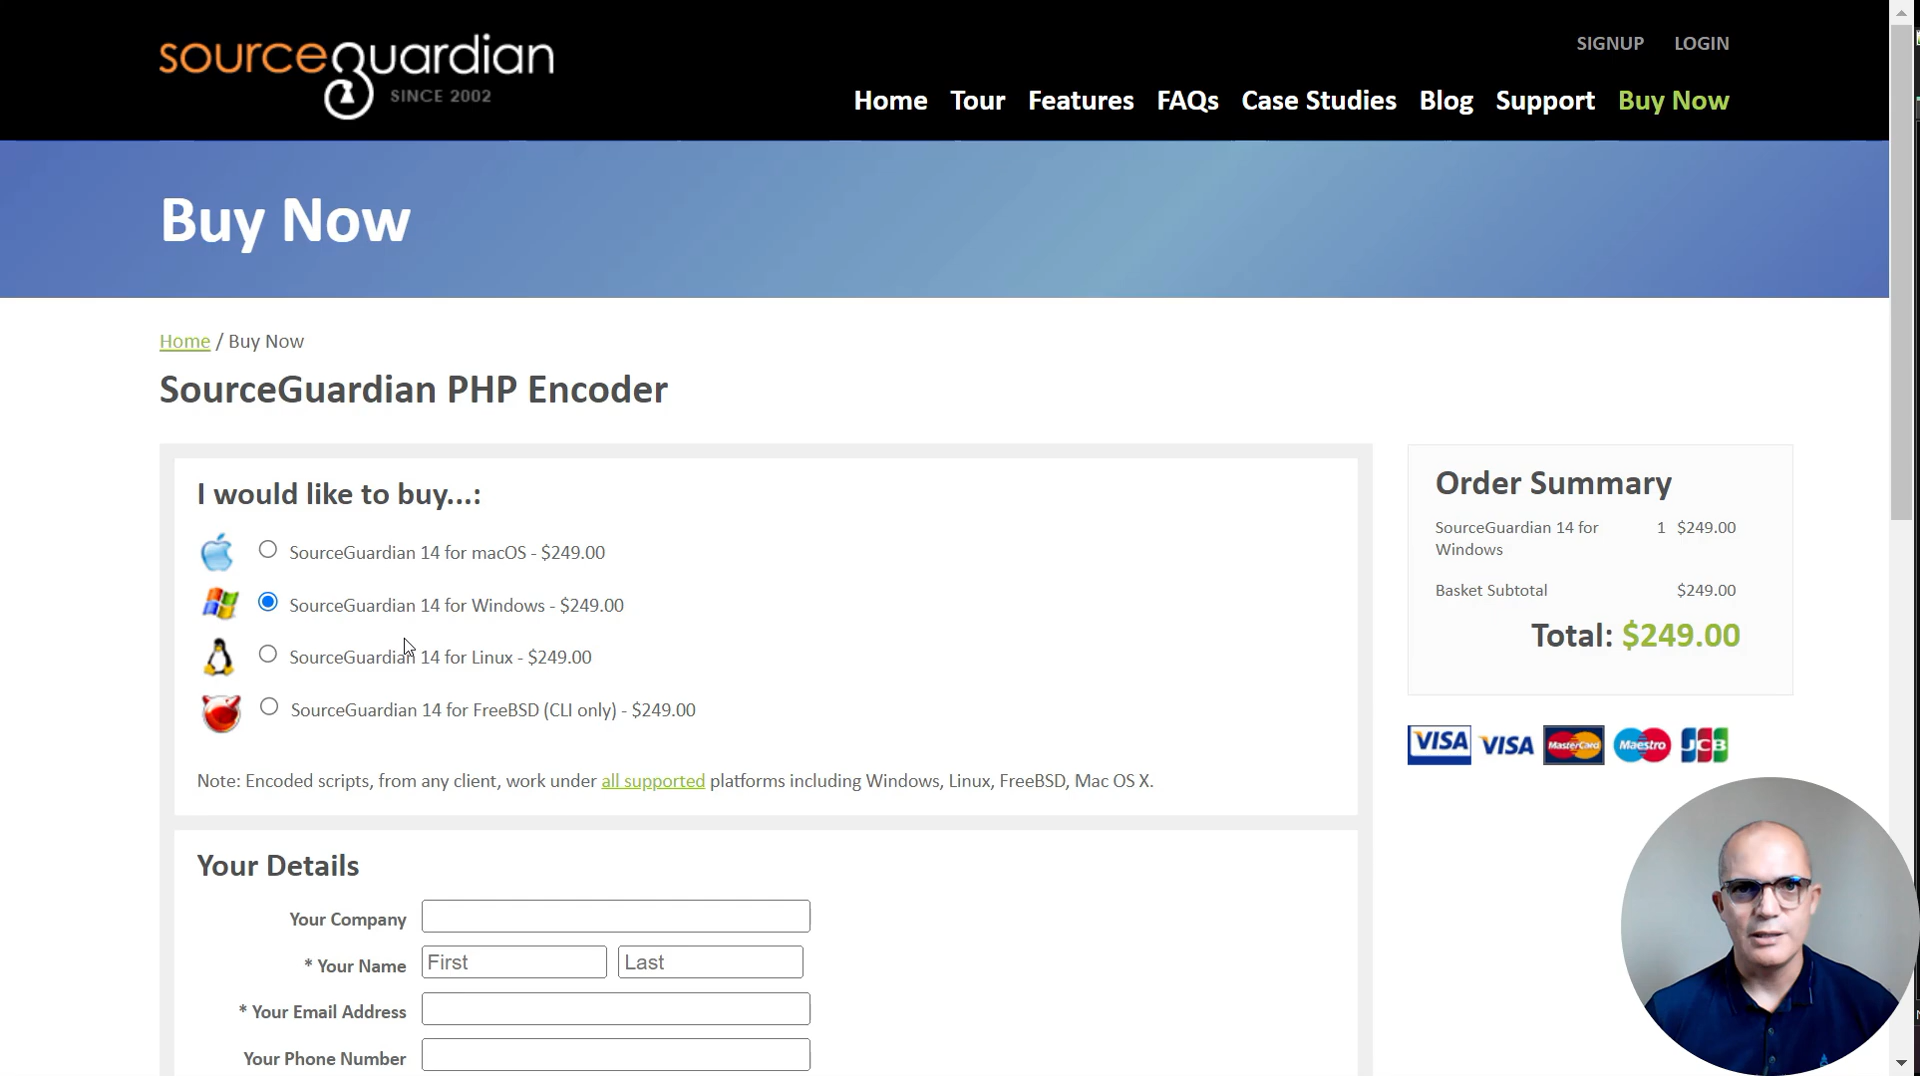 sourceguardian
SINCE 2002
SIGNUP LOGIN
Home Tour Features FAQs Case Studies Blog Support Buy Now
Buy Now
Home / Buy Now
SourceGuardian PHP Encoder
I would like to buy...:
SourceGuardian 14 for macOS - $249.00
SourceGuardian 14 for Windows - $249.00
SourceGuardian 14 for Linux - $249.00
SourceGuardian 14 for FreeBSD (CLI only) - $249.00
Note: Encoded scripts, from any client, work under all supported platforms including Windows, Linux, FreeBSD, Mac OS X.
Order Summary
SourceGuardian 14 for 1 $249.00
Windows
Basket Subtotal $249.00
Total: $249.00
VISA VISA MasterCard Maestro JCB
Your Details
Your Company
* Your Name First Last
* Your Email Address
Your Phone Number